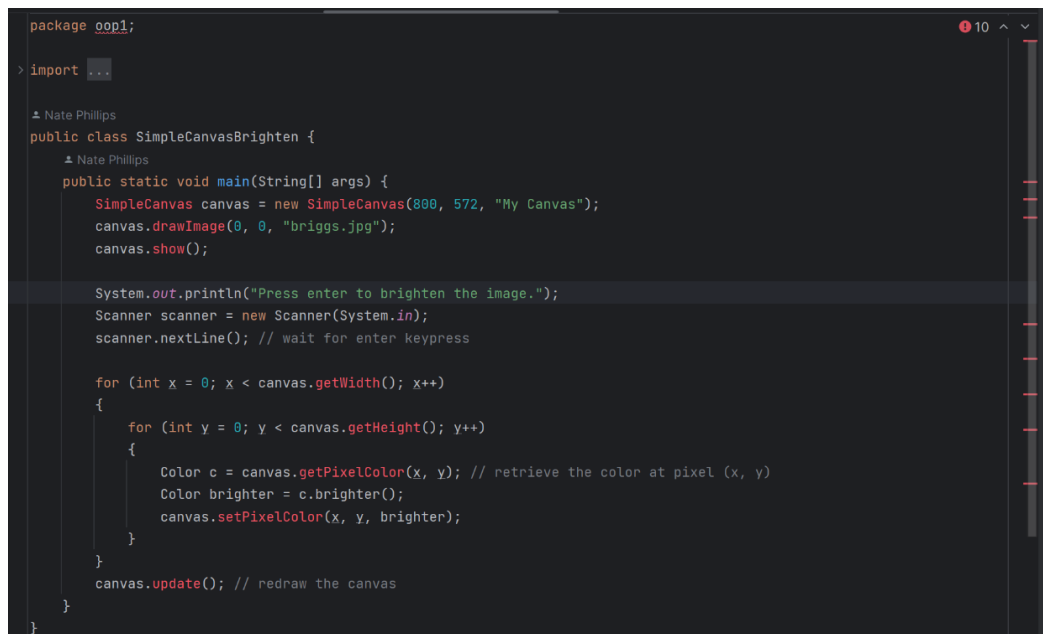 package oop1;
10
import ...
Nate Phillips
public class SimpleCanvasBrighten {
Nate Phillips
public static void main(String[] args) {
SimpleCanvas canvas = new SimpleCanvas(800, 572, "My Canvas");
canvas.drawImage(0, 0, "briggs.jpg");
canvas.show();
System.out.println("Press enter to brighten the image.");
Scanner scanner = new Scanner(System.in);
scanner.nextLine(); // wait for enter keypress
for (int x = 0; x < canvas.getWidth(); x++)
{
for (int y = 0; y < canvas.getHeight(); y++)
{
Color c = canvas.getPixelColor(x, y); // retrieve the color at pixel (x, y)
Color brighter = c.brighter();
canvas.setPixelColor(x, y, brighter);
}
}
canvas.update(); // redraw the canvas
}
}